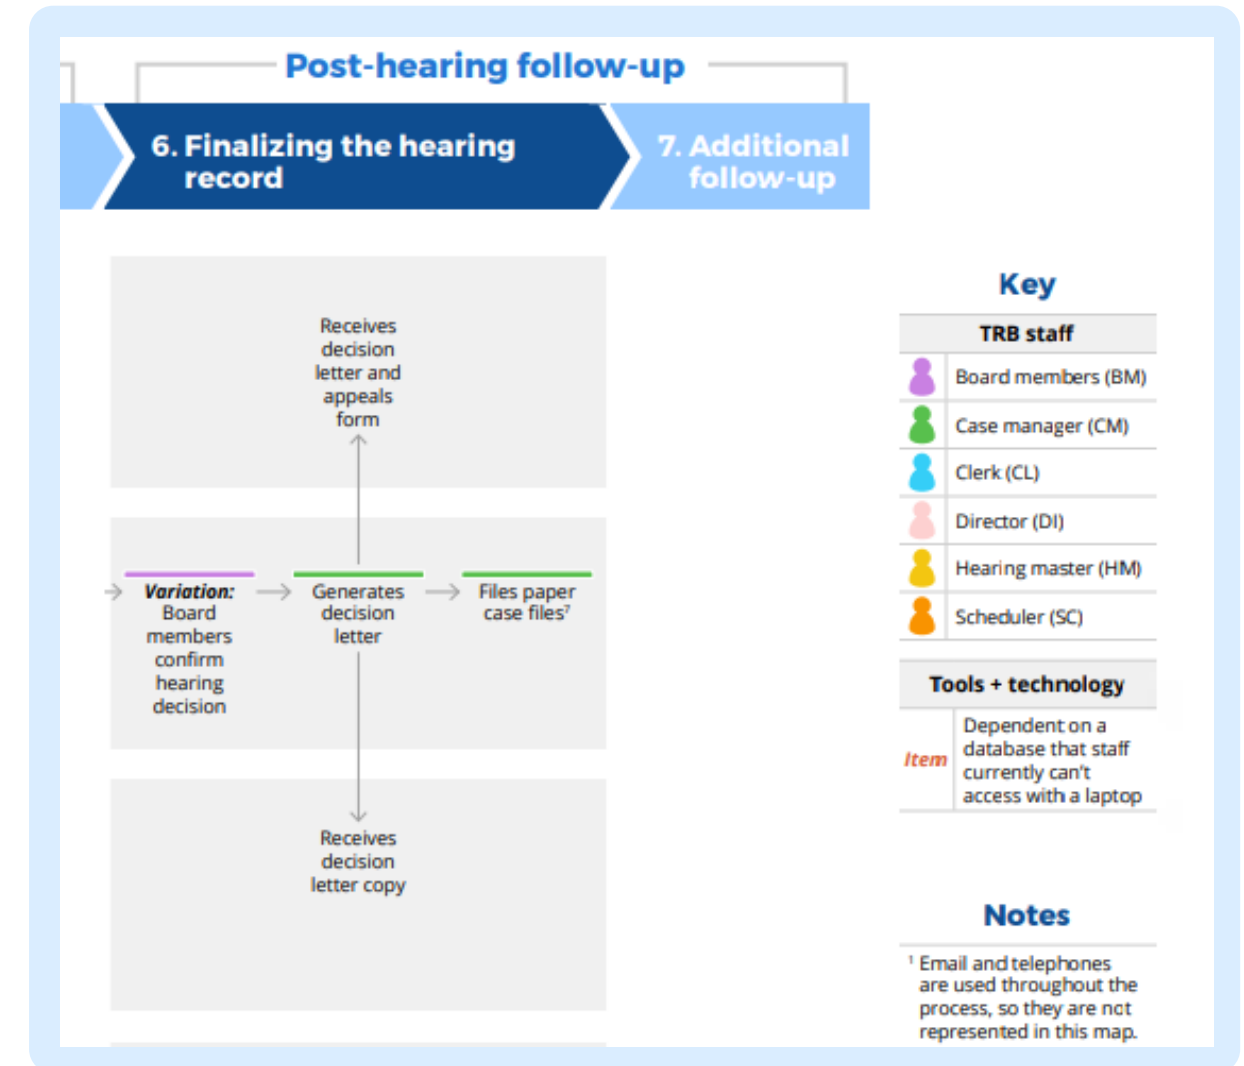 Post-hearing follow-up
6. Finalizing the hearing
record
7. Additional
follow-up
Receives
decision
letter and
appeals
form
Variation:
Board
members
confirm
hearing
decision
Generates
decision
letter
Files paper
case files⁷
Receives
decision
letter copy
Key
TRB staff
Board members (BM)
Case manager (CM)
Clerk (CL)
Director (DI)
Hearing master (HM)
Scheduler (SC)
Tools + technology
Item
Dependent on a
database that staff
currently can't
access with a laptop
Notes
¹ Email and telephones
are used throughout the
process, so they are not
represented in this map.